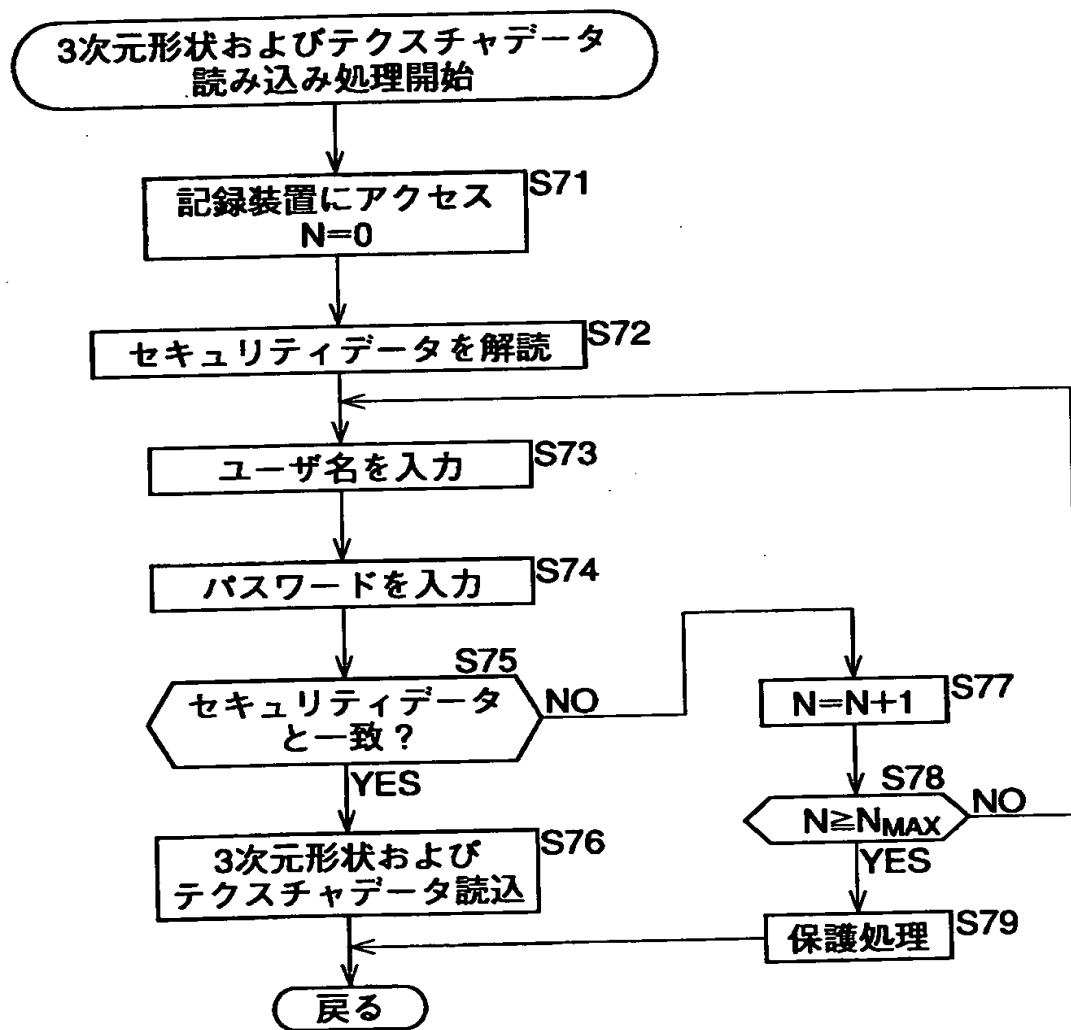 3次元形状およびテクスチャデータ
読み込み処理開始
S71
記録装置にアクセス
N=0
S72
セキュリティデータを解読
S73
ユーザ名を入力
S74
パスワードを入力
S75
セキュリティデータ
と一致？
NO
YES
S77
N=N+1
S78
N≧NMAX
NO
YES
S76
3次元形状および
テクスチャデータ読込
S79
保護処理
戻る